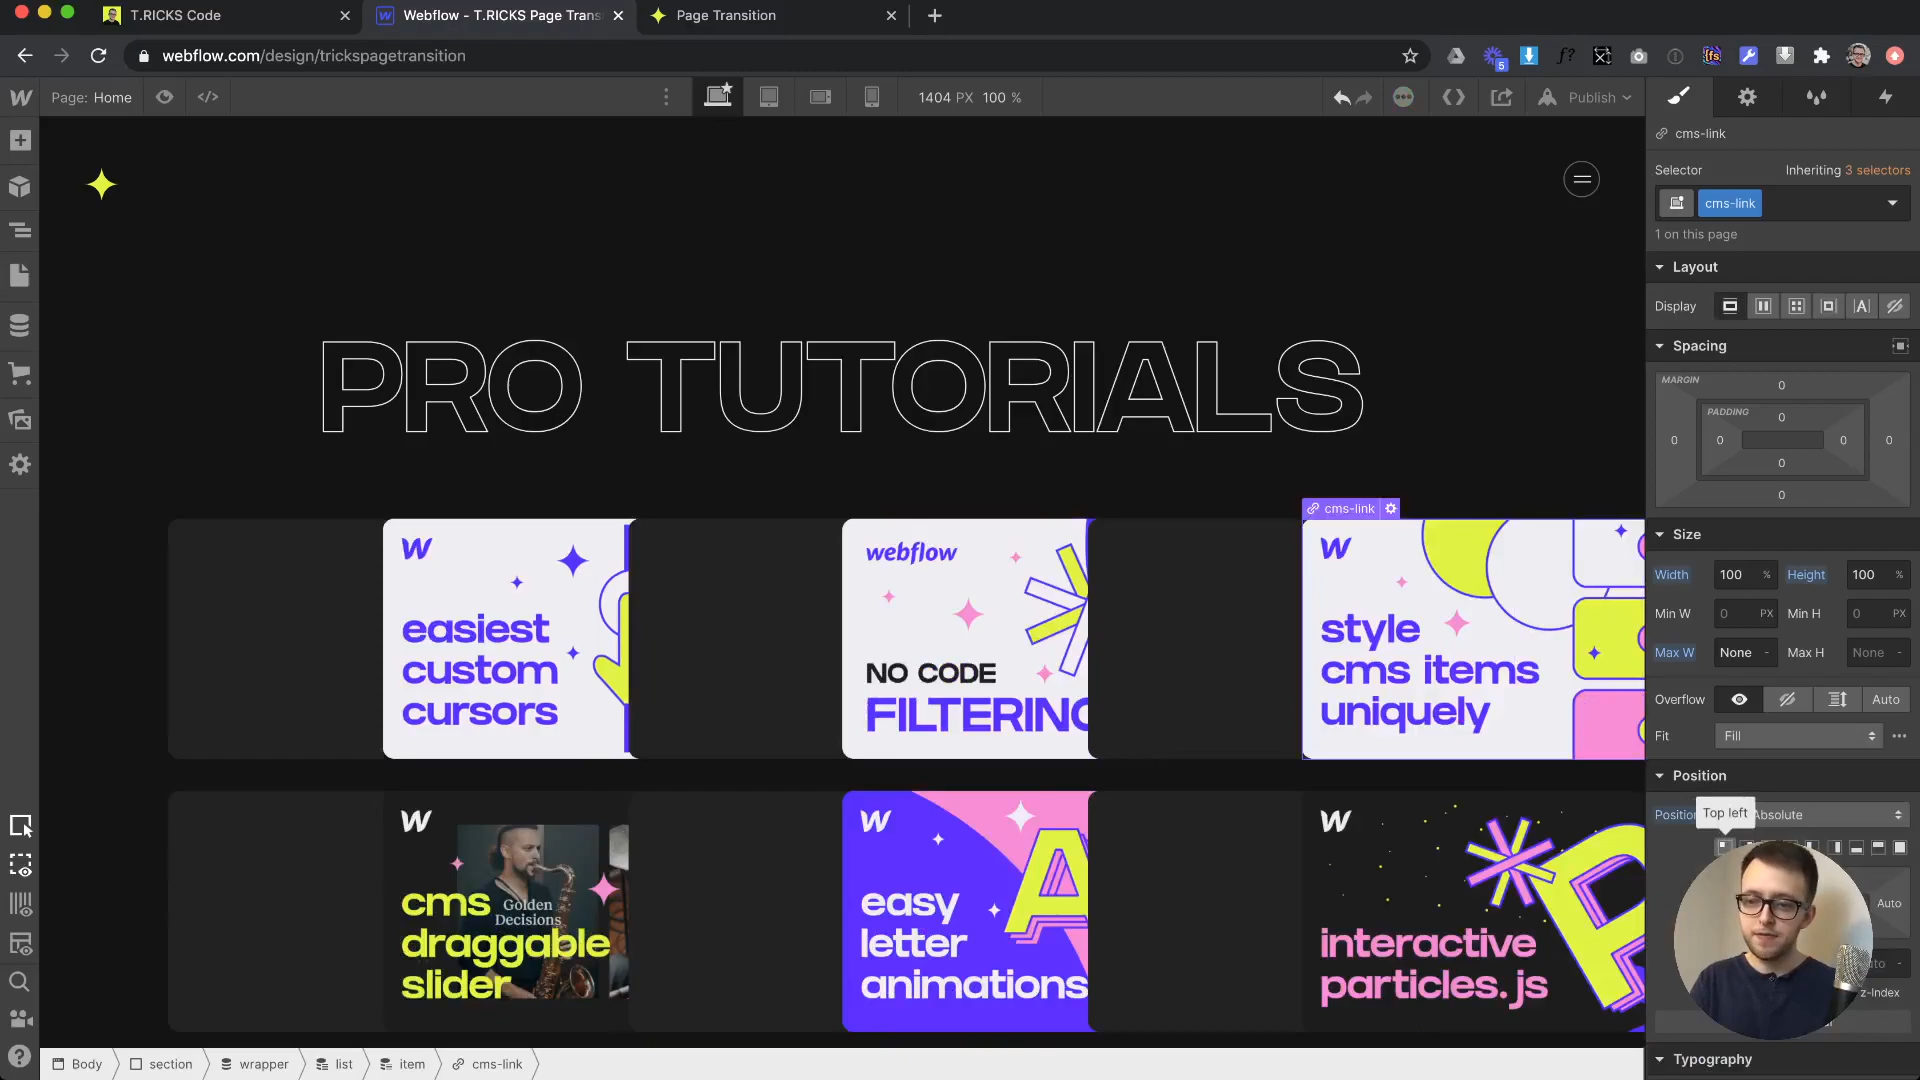 T.RICKS Code
Webflow - T.RICKS Page Trans
Page Transition
webflow.com/design/trickspagetransition
f?
{fs
5
Page: Home
1404 PX 100 %
Publish
cms-link
Selector
Inheriting 3 selectors
cms-link
1 on this page
Layout
Display
Spacing
MARGIN
0
PADDING
0
0
0
0
0
0
0
Size
Width
100 %
Height
100 %
Min W
0 PX
Min H
0 PX
Max W
None -
Max H
None -
Overflow
Auto
Fit
Fill
Position
Position
Absolute
Top left
Auto
z-Index
Typography
PRO TUTORIALS
cms-link
easiest
custom
cursors
webflow
NO CODE
FILTERING
style
cms items
uniquely
cms
draggable
slider
Golden
Decisions
easy
letter
animations
interactive
particles.js
Body
section
wrapper
list
item
cms-link